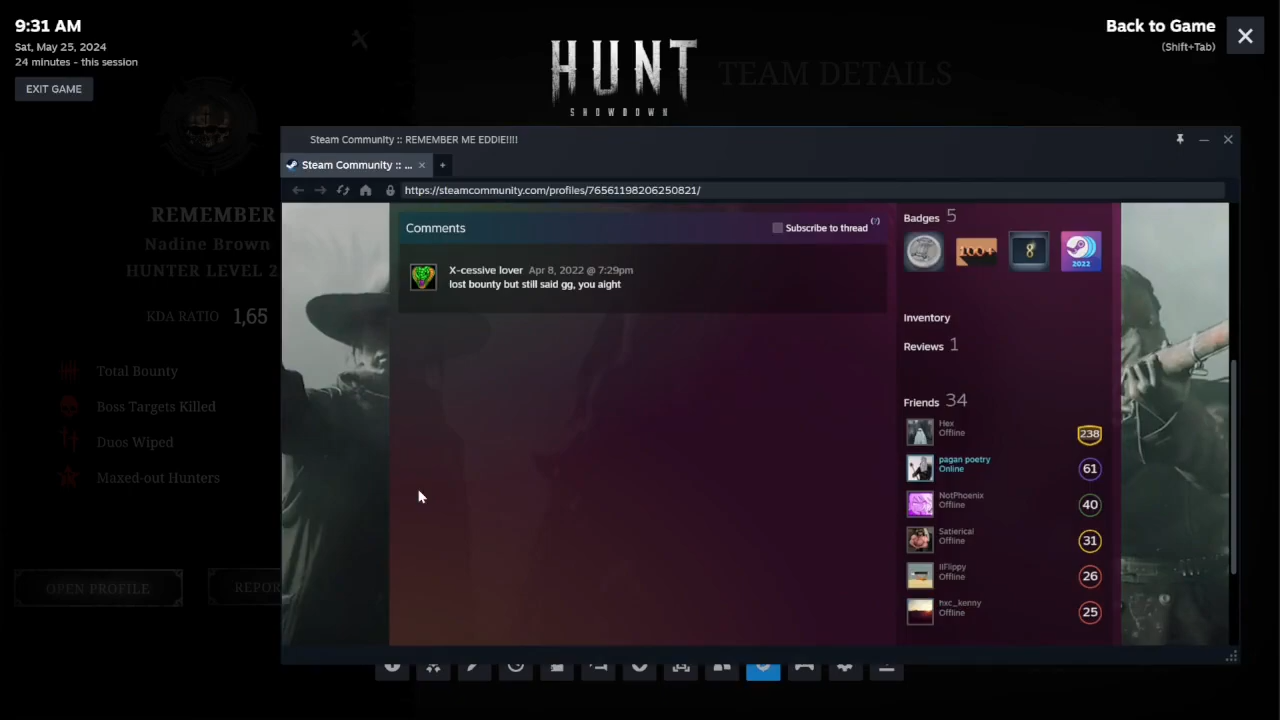 9:31 AM
Sat, May 25, 2024
24 minutes - this session
EXIT GAME
HUNT
SHOWDOWN
TEAM DETAILS
Back to Game
(Shift+Tab)
REMEMBER
Nadine Brown
HUNTER LEVEL 2
KDA RATIO 1,65
Total Bounty
Boss Targets Killed
Duos Wiped
Maxed-out Hunters
OPEN PROFILE
REPOR
Steam Community :: REMEMBER ME EDDIE!!!!
Steam Community :: ...
https://steamcommunity.com/profiles/76561198206250821/
Comments
Subscribe to thread (?)
X-cessive lover Apr 8, 2022 @ 7:29pm
lost bounty but still said gg, you aight
Badges 5
100+
8
2022
Inventory
Reviews 1
Friends 34
Hex
Offline
238
pagan poetry
Online
61
NotPhoenix
Offline
40
Satierical
Offline
31
Offline
26
hxc_kenny
Offline
25